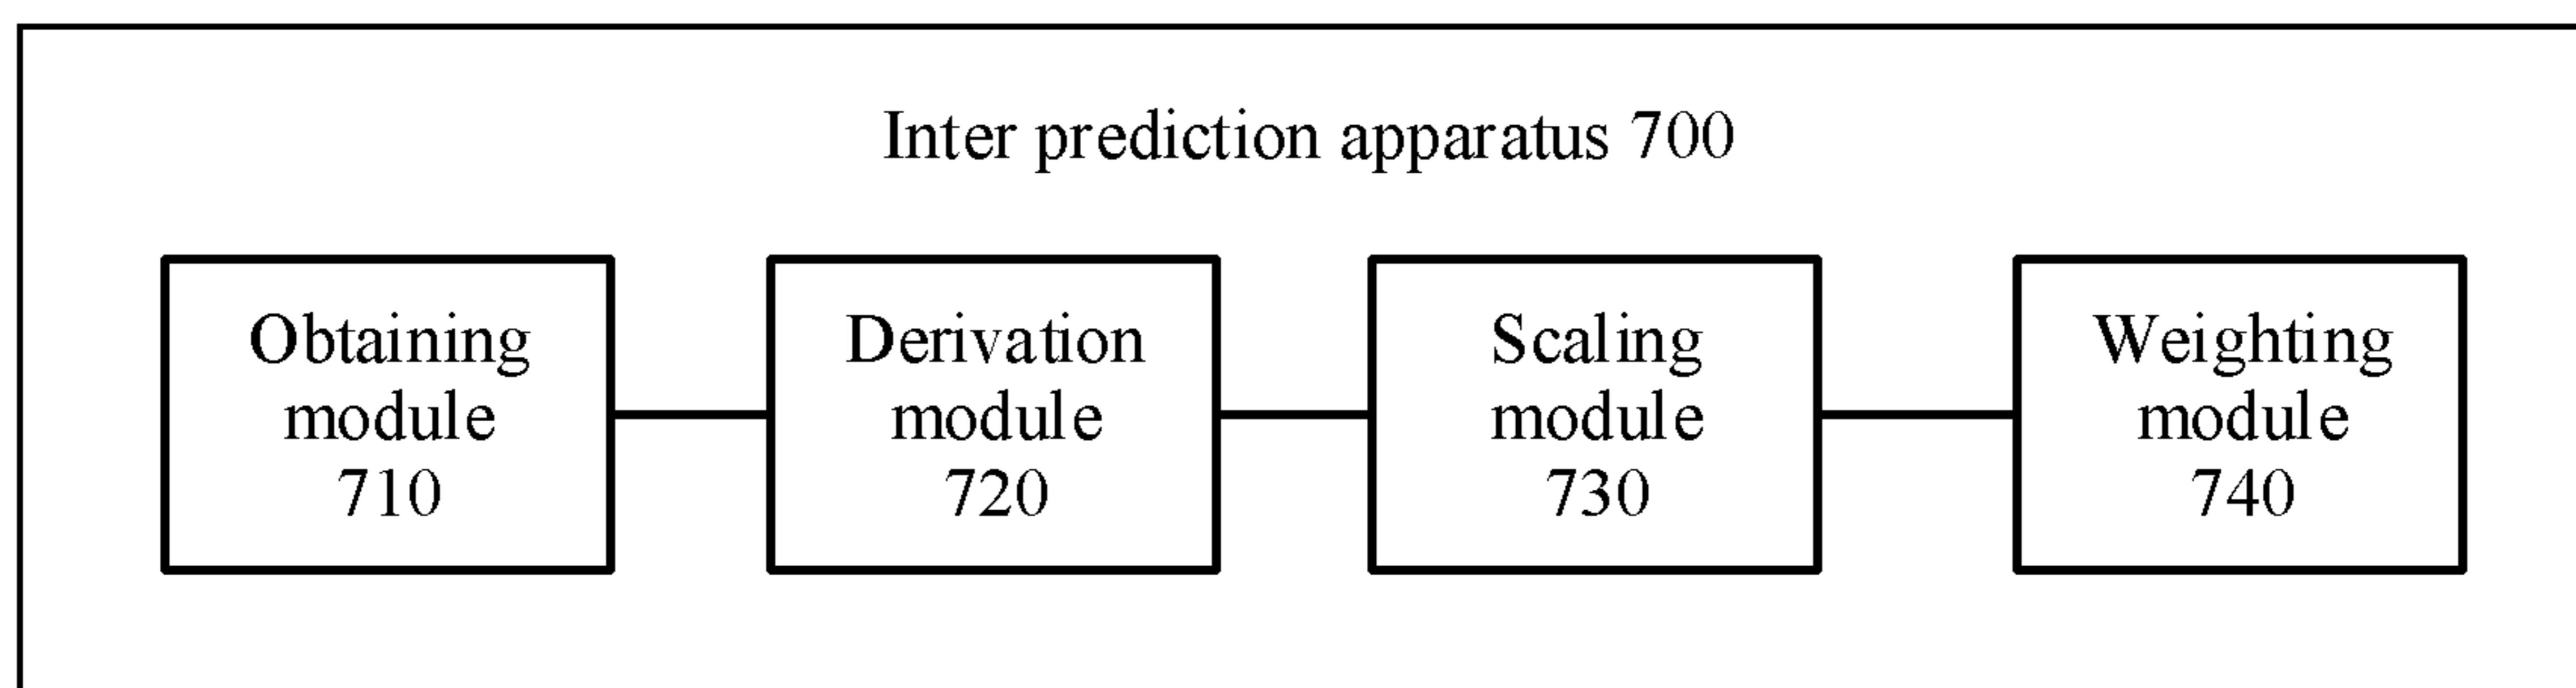 Inter prediction apparatus 700
Obtaining
module
710
Derivation
module
720
Scaling
module
730
Weighting
module
740